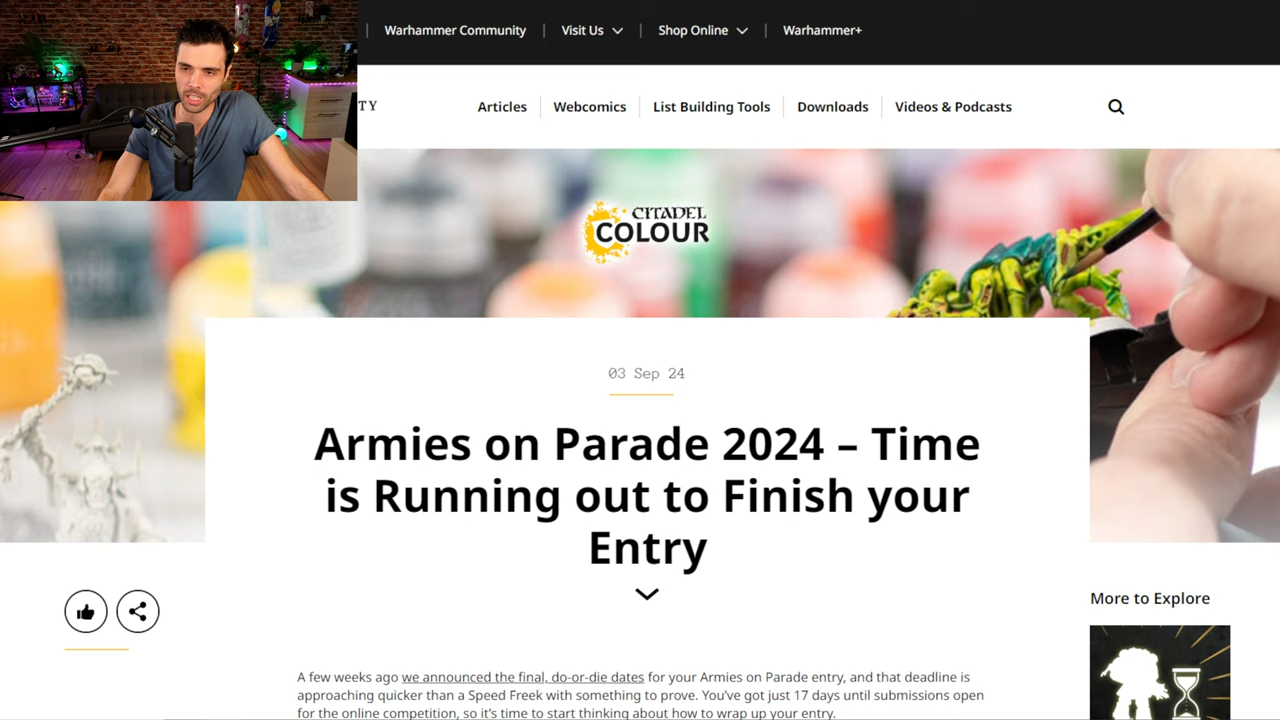 Warhammer Community | Visit Us | Shop Online | Warhammer+
TY
Articles | Webcomics | List Building Tools | Downloads | Videos & Podcasts
CITADEL
COLOUR
03 Sep 24
Armies on Parade 2024 – Time
is Running out to Finish your
Entry
More to Explore
A few weeks ago we announced the final, do-or-die dates for your Armies on Parade entry, and that deadline is
approaching quicker than a Speed Freek with something to prove. You've got just 17 days until submissions open
for the online competition, so it's time to start thinking about how to wrap up your entry.